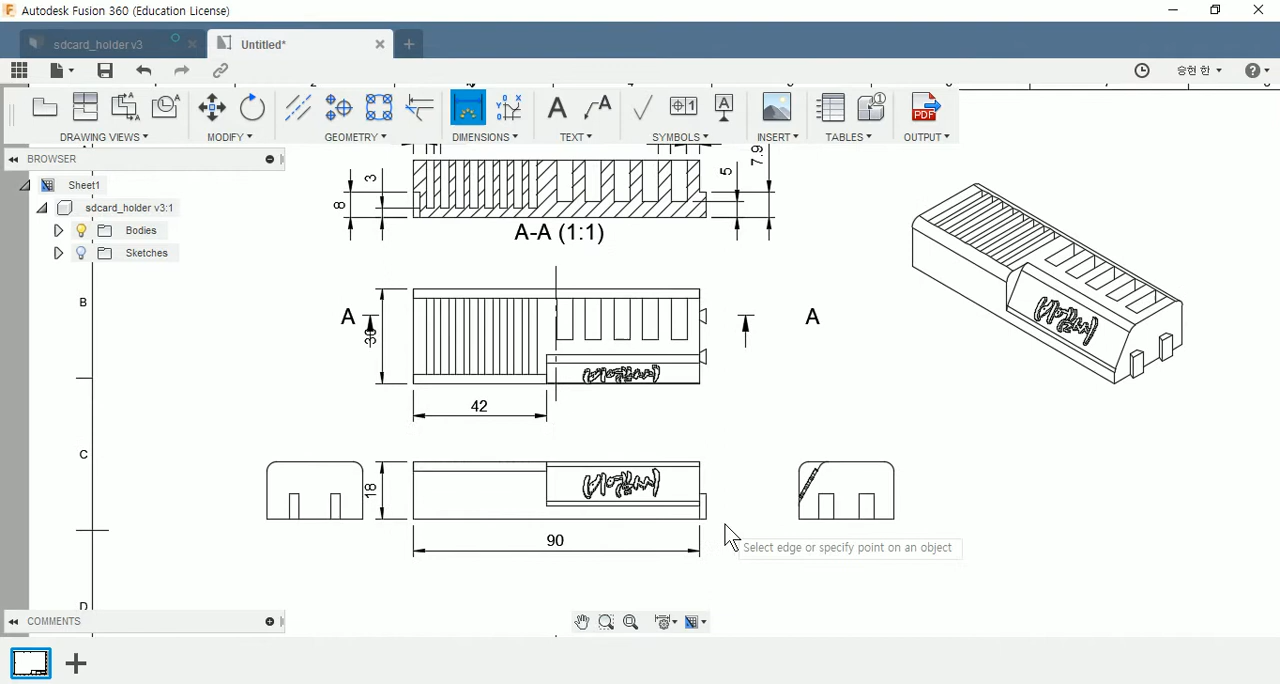 Autodesk Fusion 360 (Education License)
sdcard_holder v3
Untitled*
승현 한
DRAWING VIEWS
MODIFY
GEOMETRY
DIMENSIONS
TEXT
SYMBOLS
INSERT
TABLES
OUTPUT
PDF
BROWSER
Sheet1
sdcard_holder v3:1
Bodies
Sketches
8
3
5
7.9
A-A (1:1)
B
A
30
A
42
C
18
90
Select edge or specify point on an object
D
COMMENTS